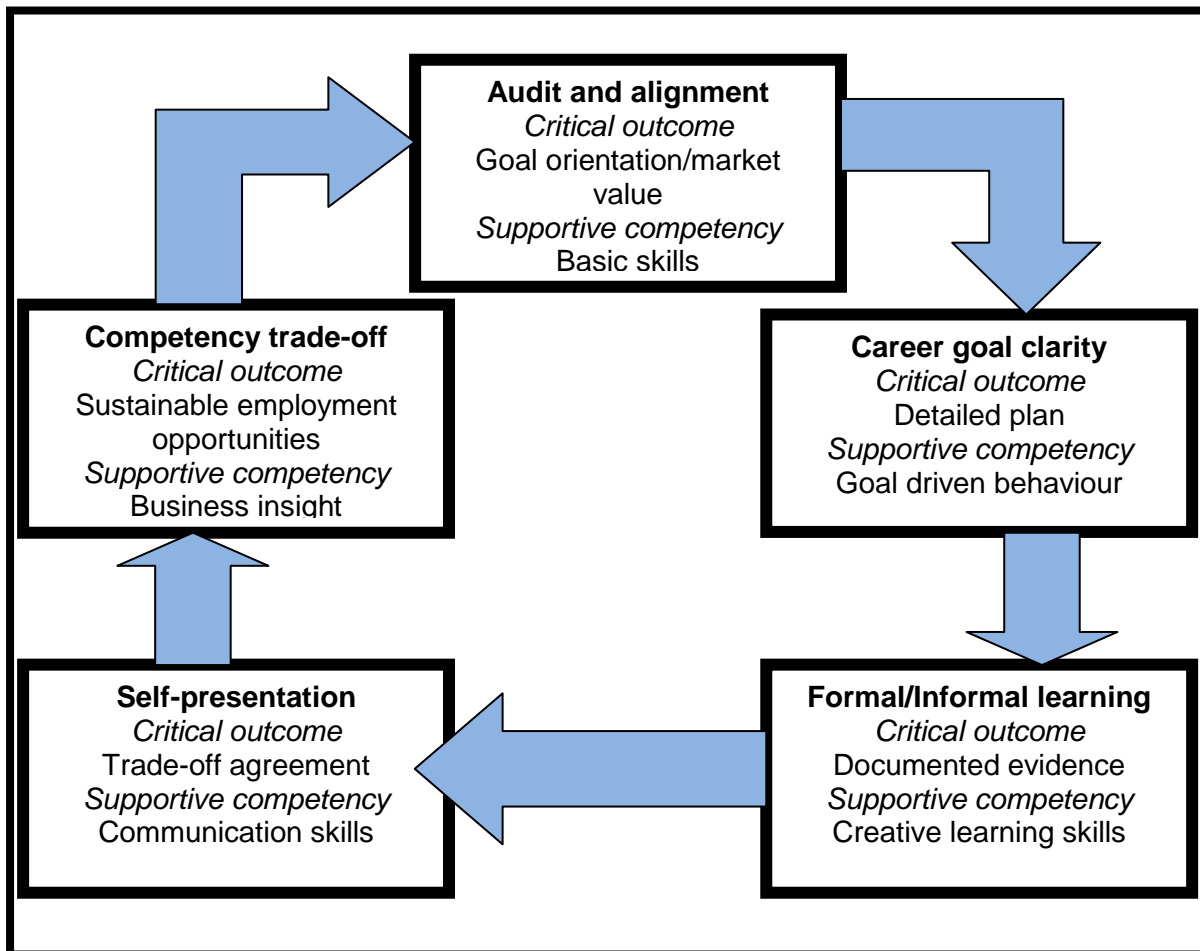 Audit and alignment
Critical outcome
Goal orientation/market
value
Supportive competency
Basic skills
Career goal clarity
Critical outcome
Detailed plan
Supportive competency
Goal driven behaviour
Formal/Informal learning
Critical outcome
Documented evidence
Supportive competency
Creative learning skills
Self-presentation
Critical outcome
Trade-off agreement
Supportive competency
Communication skills
Competency trade-off
Critical outcome
Sustainable employment
opportunities
Supportive competency
Business insight